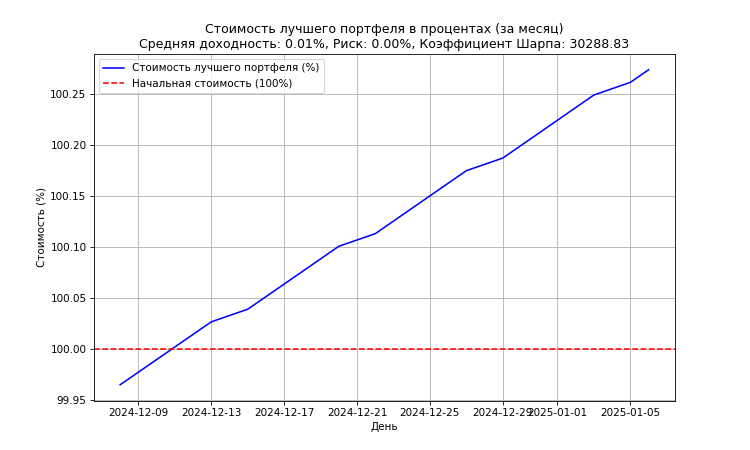 Стоимость лучшего портфеля в процентах (за месяц)
Средняя доходность: 0.01%, Риск: 0.00%, Коэффициент Шарпа: 30288.83
Стоимость лучшего портфеля (%)
Начальная стоимость (100%)
Стоимость (%)
100.25
100.20
100.15
100.10
100.05
100.00
99.95
2024-12-09 2024-12-13 2024-12-17 2024-12-21 2024-12-25 2024-12-29 2025-01-01 2025-01-05
День